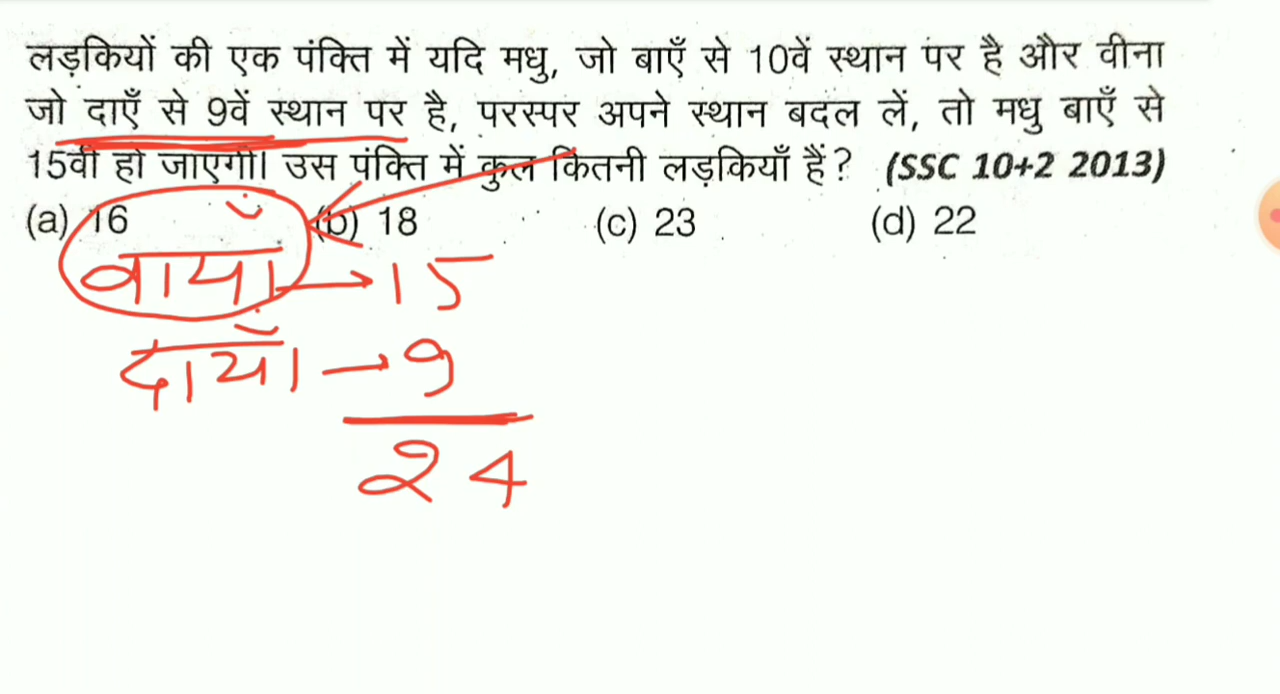 लड़कियों की एक पंक्ति में यदि मधु, जो बाएँ से 10वें स्थान पर है और वीना
जो दाएँ से 9वें स्थान पर है, परस्पर अपने स्थान बदल लें, तो मधु बाएँ से
15वीं हो जाएगी। उस पंक्ति में कुल कितनी लड़कियाँ हैं? (SSC 10+2 2013)
(a) 16 (b) 18 (c) 23 (d) 22
बायाँ → 15
दायाँ → 9
24